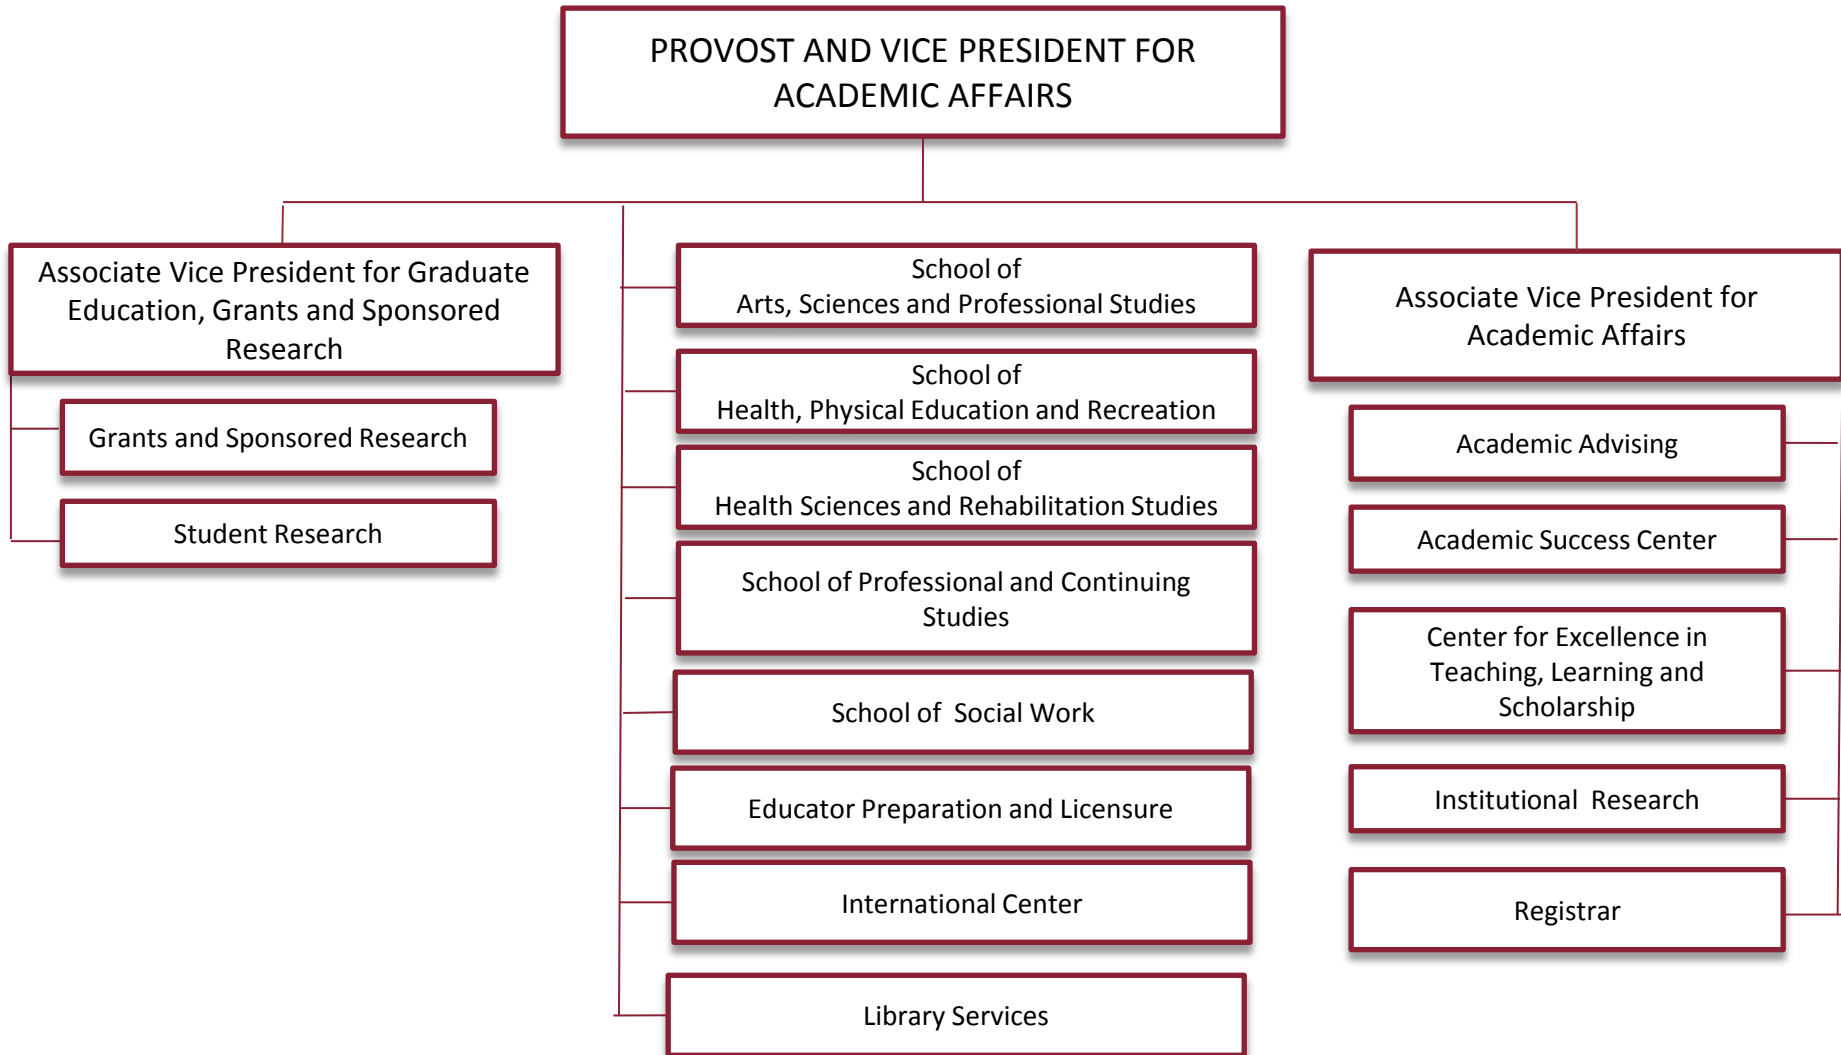 PROVOST AND VICE PRESIDENT FOR
ACADEMIC AFFAIRS
Associate Vice President for Graduate
Education, Grants and Sponsored
Research
Grants and Sponsored Research
Student Research
School of
Arts, Sciences and Professional Studies
School of
Health, Physical Education and Recreation
School of
Health Sciences and Rehabilitation Studies
School of Professional and Continuing
Studies
School of  Social Work
Educator Preparation and Licensure
International Center
Library Services
Associate Vice President for
Academic Affairs
Academic Advising
Academic Success Center
Center for Excellence in
Teaching, Learning and
Scholarship
Institutional  Research
Registrar